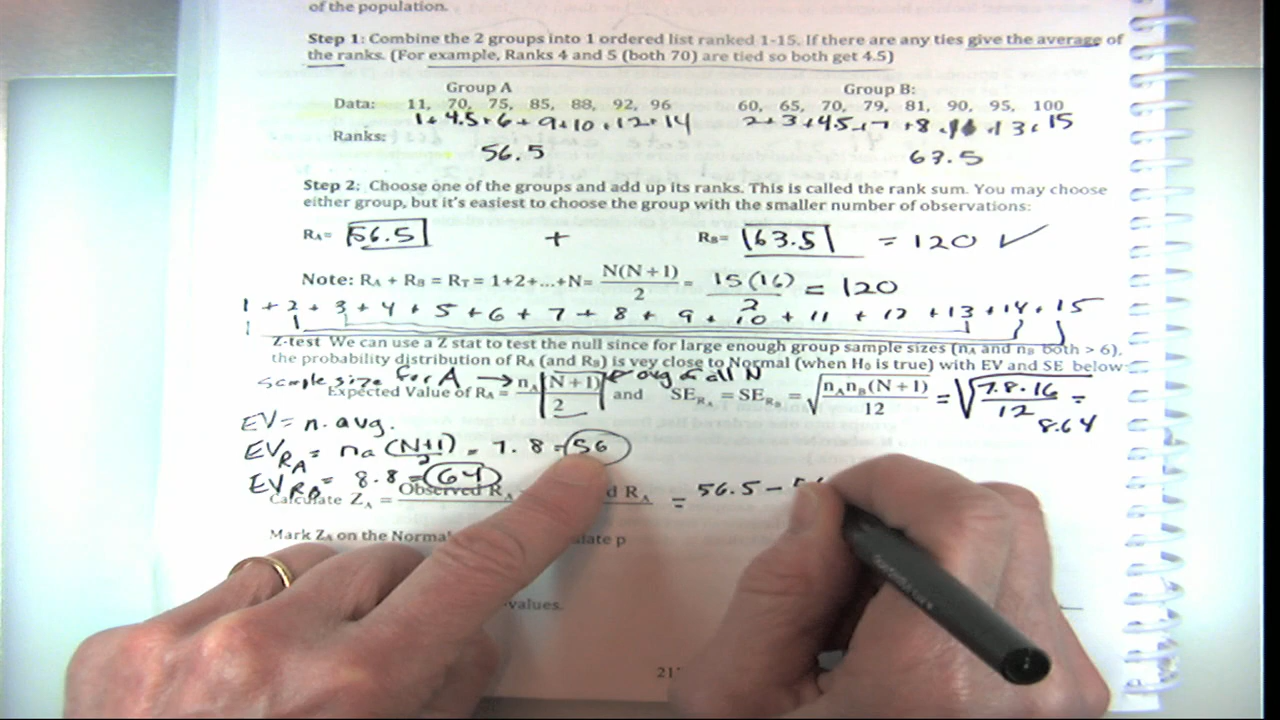 of the population.
Step 1: Combine the 2 groups into 1 ordered list ranked 1-15. If there are any ties give the average of
the ranks. (For example, Ranks 4 and 5 (both 70) are tied so both get 4.5)
Group A Group B:
Data: 11, 70, 75, 85, 88, 92, 96 60, 65, 70, 79, 81, 90, 95, 100
1+ 4.5+6+ 9+10+12+14 2+3+4.5+7+8+ + 13+ 15
Ranks:
56.5 63.5
Step 2: Choose one of the groups and add up its ranks. This is called the rank sum. You may choose
either group, but it's easiest to choose the group with the smaller number of observations:
RA= 56.5 + RB= 63.5 = 120 ✓
Note: RA + RB = RT = 1+2+...+N= N(N+1)/2 = 15(16)/2 = 120
1 + 2 + 3 + 4 + 5 + 6 + 7 + 8 + 9 + 10 + 11 + 12 + 13 + 14 + 15
Z-test We can use a Z stat to test the null since for large enough group sample sizes (nA and nB both > 6),
the probability distribution of RA (and RB) is vey close to Normal (when H0 is true) with EV and SE below:
sample size for A → avg of all N
Expected Value of RA = nA (N+1)/2 and SERA = SERB = √nAnB(N+1)/12 = √7.8.16/12 =
8.64
EV= n.avg.
EVRA = na (N+1)/2 = 7.8 = 56
EVRB = 8.8 = 64
Calculate ZA = Observed RA d RA = 56.5 - 56
Mark ZA on the Normal late p
-values.